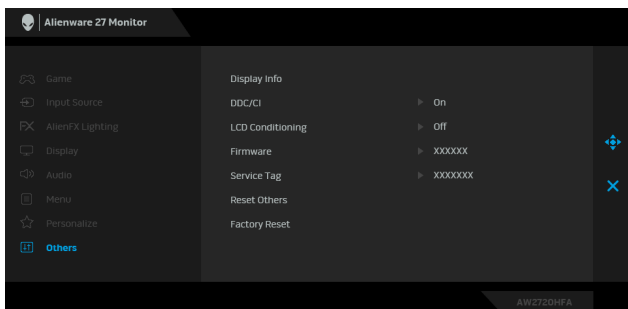 Alienware 27 Monitor
Game
Input Source
AlienFX Lighting
Display
Audio
Menu
Personalize
Others
Display Info
DDC/CI On
LCD Conditioning Off
Firmware XXXXXX
Service Tag XXXXXXX
Reset Others
Factory Reset
AW2720HFA